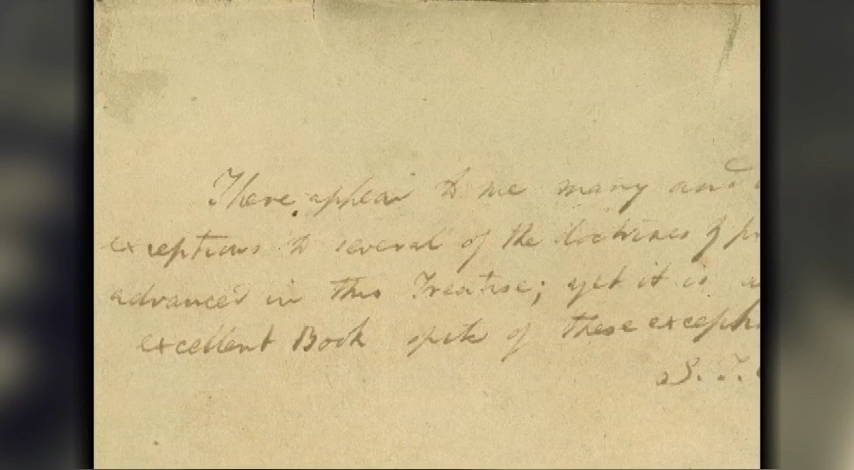 There appear to me many and
exceptions to several of the doctrines of
advanced in this Treatise; yet it is
excellent Book spite of these
S. T.